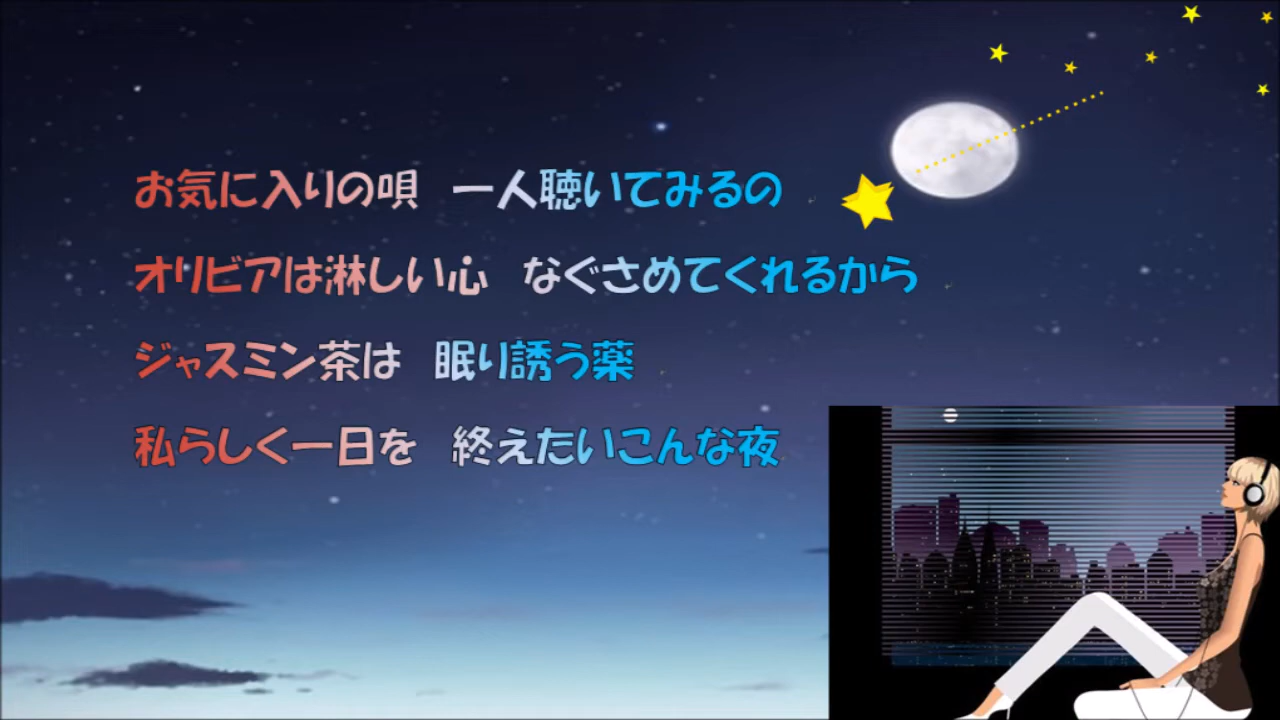 お気に入りの唄　一人聴いてみるの
オリビアは淋しい心　なぐさめてくれるから
ジャスミン茶は　眠り誘う薬
私らしく一日を　終えたいこんな夜